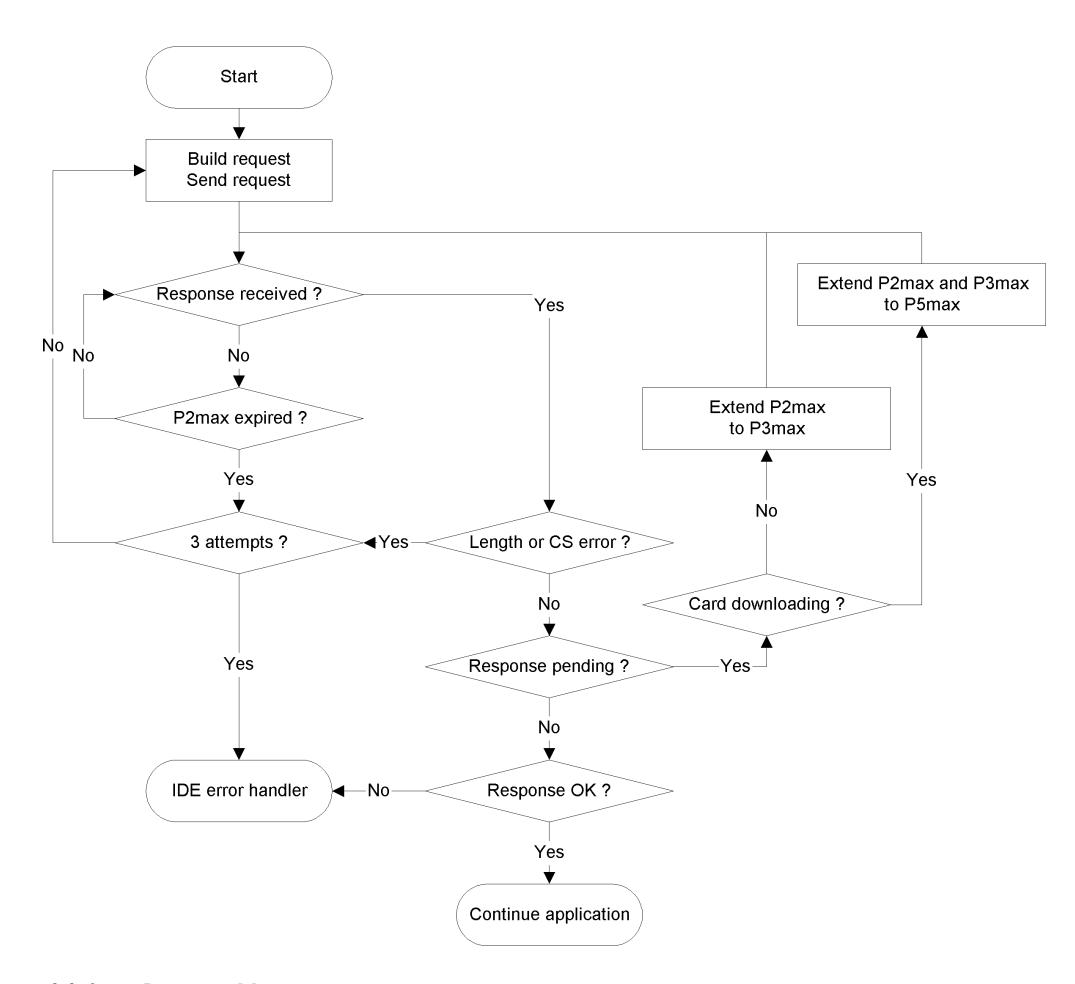 Start
Build request
Send request
Response received ?
Yes
Extend P2max and P3max
to P5max
No
No
No
P2max expired ?
Extend P2max
to P3max
Yes
Yes
No
3 attempts ?
Yes
Length or CS error ?
No
Card downloading ?
Yes
Response pending ?
Yes
No
IDE error handler
No
Response OK ?
Yes
Continue application